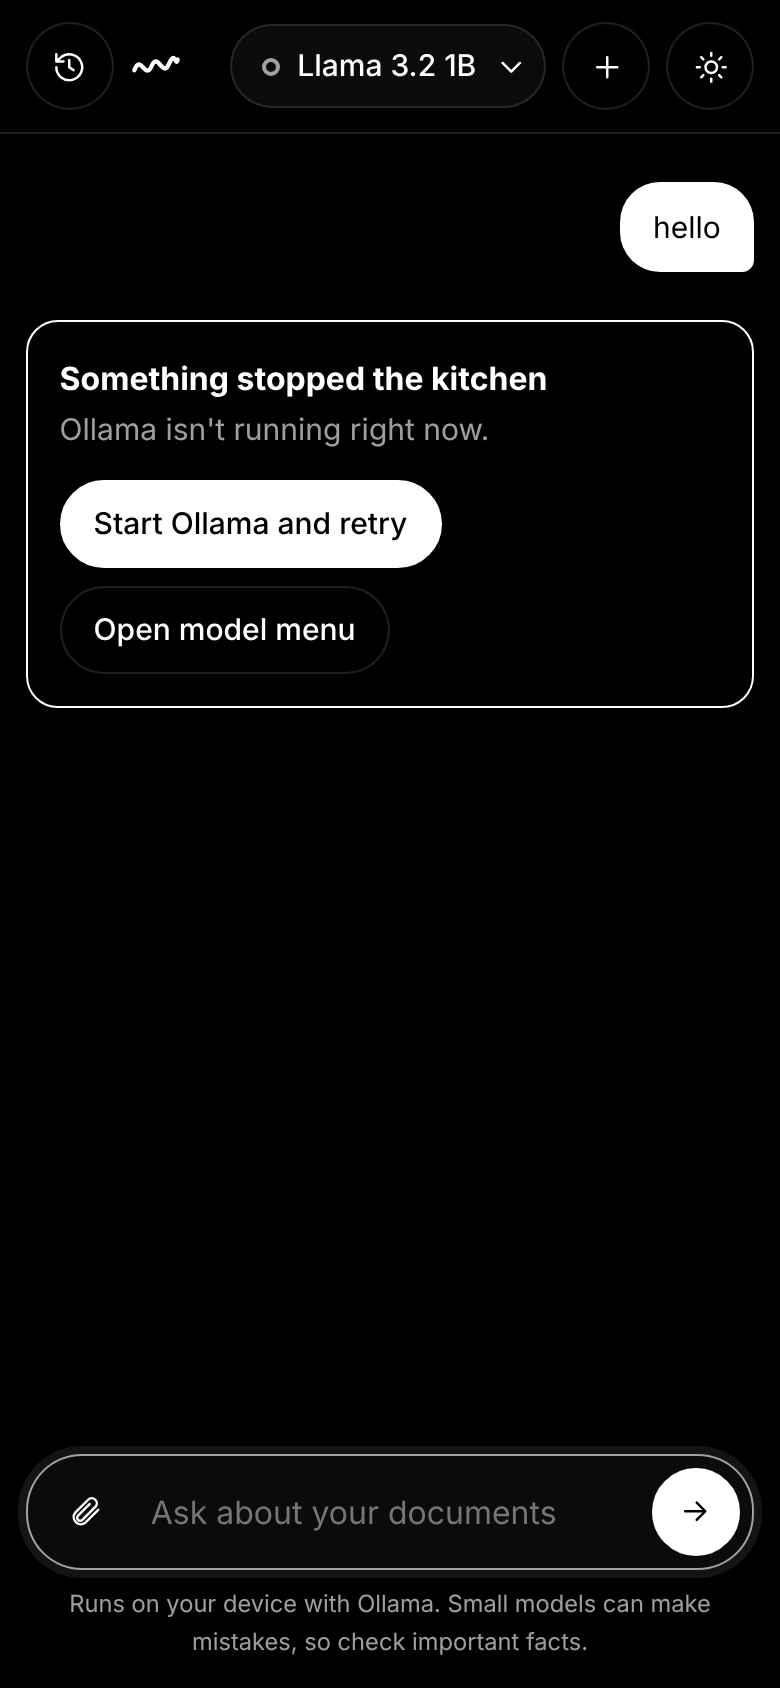 Llama 3.2 1B
hello
Something stopped the kitchen
Ollama isn't running right now.
Start Ollama and retry
Open model menu
Ask about your documents
Runs on your device with Ollama. Small models can make
mistakes, so check important facts.